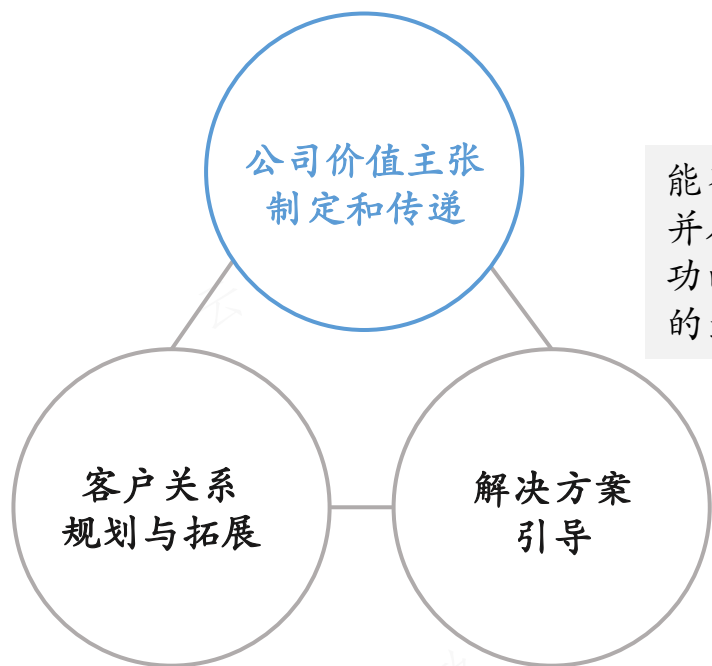 公司价值主张
制定和传递
能
并
功
的
客户关系
规划与拓展
解决方案
引导